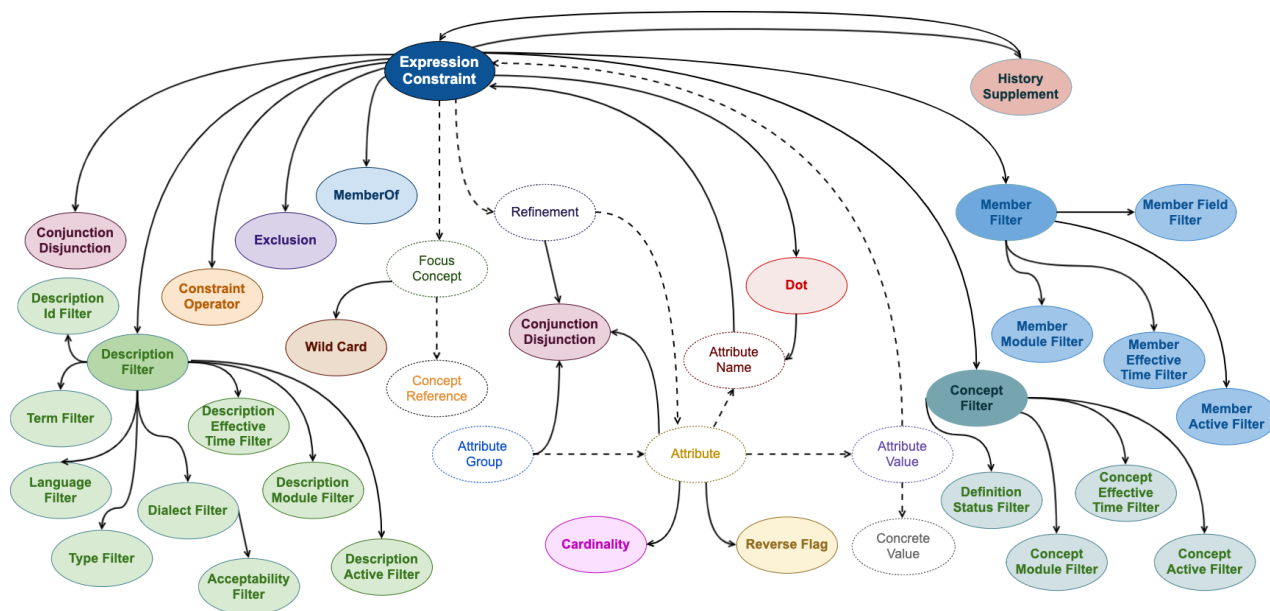 Expression
Constraint
History
Supplement
MemberOf
Conjunction
Disjunction
Exclusion
Refinement
Member
Filter
Member Field
Filter
Focus
Concept
Constraint
Operator
Dot
Description
Id Filter
Wild Card
Conjunction
Disjunction
Attribute
Name
Member
Module Filter
Member
Effective
Time Filter
Description
Filter
Concept
Reference
Concept
Filter
Member
Active Filter
Term Filter
Description
Effective
Time Filter
Attribute
Group
Attribute
Attribute
Value
Language
Filter
Dialect Filter
Description
Module Filter
Definition
Status Filter
Concept
Effective
Time Filter
Type Filter
Acceptability
Filter
Description
Active Filter
Cardinality
Reverse Flag
Concrete
Value
Concept
Module Filter
Concept
Active Filter